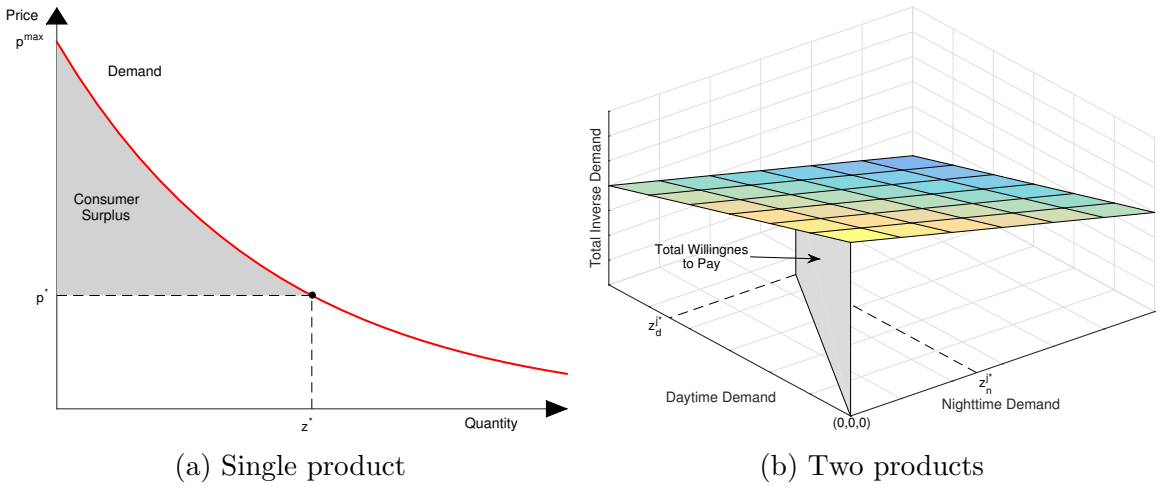 Price
p^max
Demand
Consumer
Surplus
p^*
z^*
Quantity
(a) Single product
Total Inverse Demand
Total Willingnes
to Pay
z_d^j*
z_n^j*
Daytime Demand
Nighttime Demand
(0,0,0)
(b) Two products